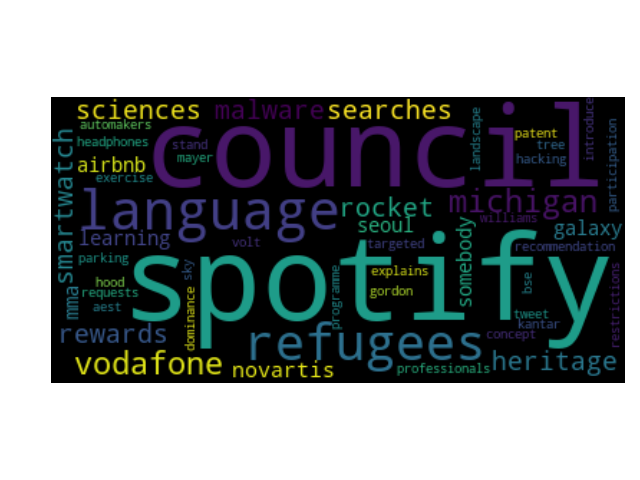 sciences malware searches
automakers
headphones
stand
mayer
council
landscape
patent
tree
hacking
introduce
participation
airbnb
exercise
smartwatch
language
rocket
michigan
williams
seoul
galaxy
learning
volt
targeted
somebody
recommendation
parking
sky
spotify
explains
bse
hood
requests
gordon
mma
aest
dominance
programme
tweet
kantar
restrictions
rewards
refugees
concept
vodafone
novartis
professionals
heritage